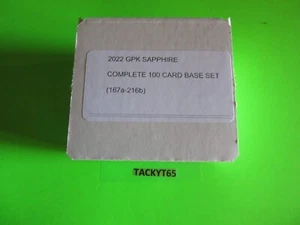 2022 GPK SAPPHIRE
COMPLETE 100 CARD BASE SET
(167a-216b)
TACKYT65